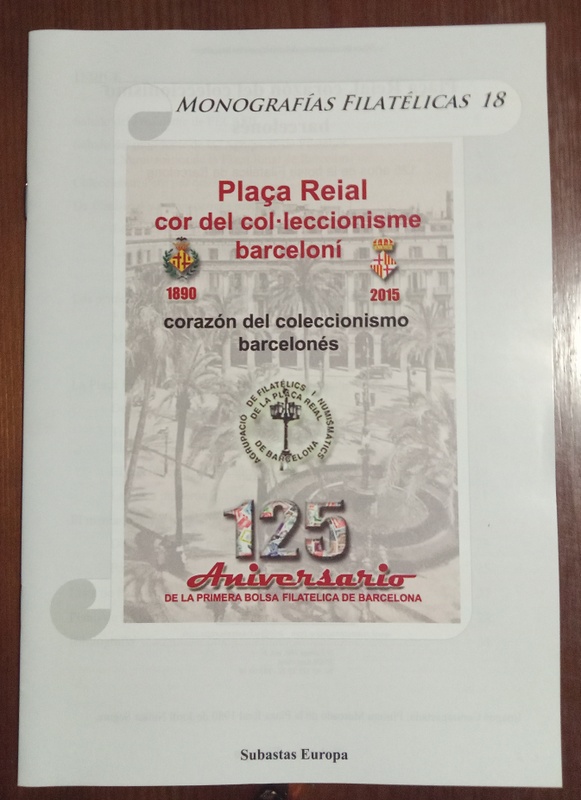 MONOGRAFÍAS FILATÉLICAS 18
Plaça Reial
cor del col·leccionisme
barceloní
1890
2015
corazón del coleccionismo
barcelonés
AGRUPACIÓ DE FILATÈLICS I NUMISMÀTICS
DE LA PLAÇA REIAL
DE BARCELONA
125
Aniversario
DE LA PRIMERA BOLSA FILATELICA DE BARCELONA
Subastas Europa